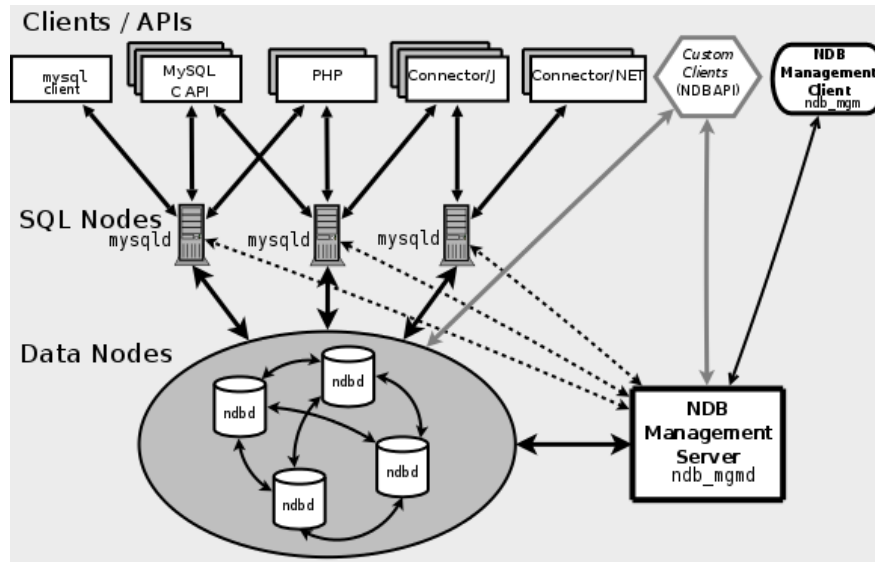 Clients / APIs
mysql
client
MySQL
C API
PHP
Connector/J
Connector/NET
Custom
Clients
(NDBAPI)
NDB
Management
Client
ndb_mgm
SQL Nodes
mysqld
mysqld
mysqld
Data Nodes
ndbd
ndbd
ndbd
ndbd
NDB
Management
Server
ndb_mgmd